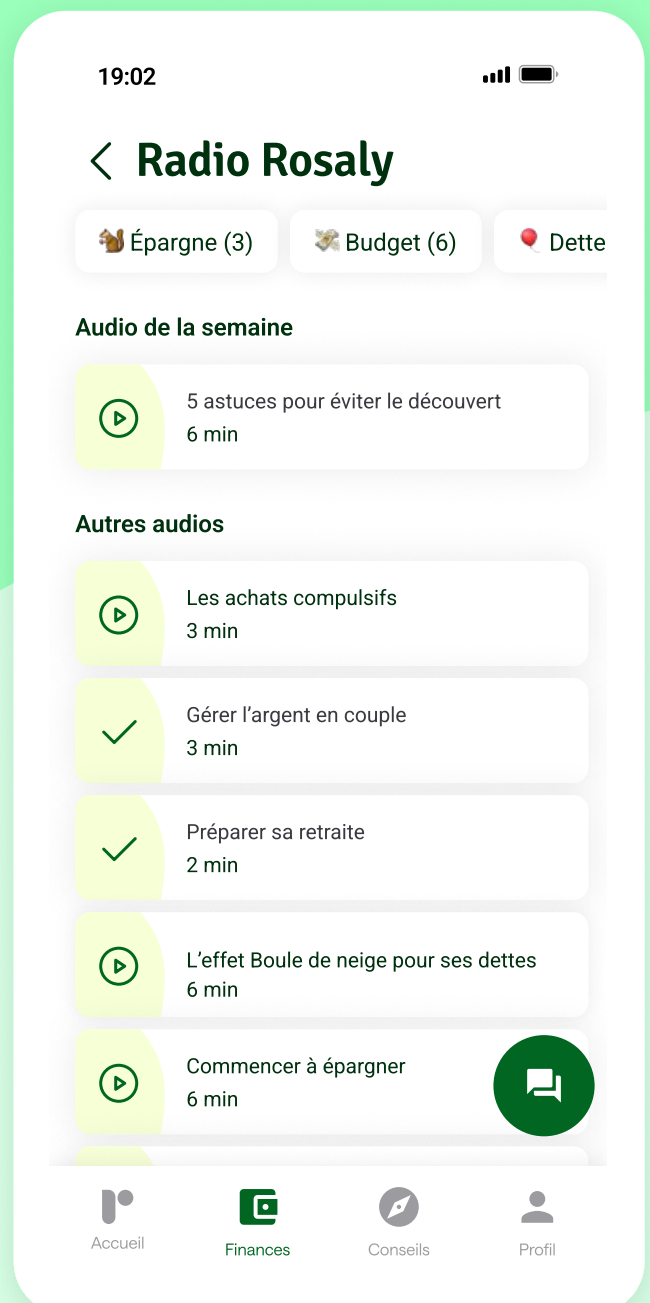 19:02
Radio Rosaly
Épargne (3)
Budget (6)
Dette
Audio de la semaine
5 astuces pour éviter le découvert
6 min
Autres audios
Les achats compulsifs
3 min
Gérer l’argent en couple
3 min
Préparer sa retraite
2 min
L’effet Boule de neige pour ses dettes
6 min
Commencer à épargner
6 min
Accueil
Finances
Conseils
Profil